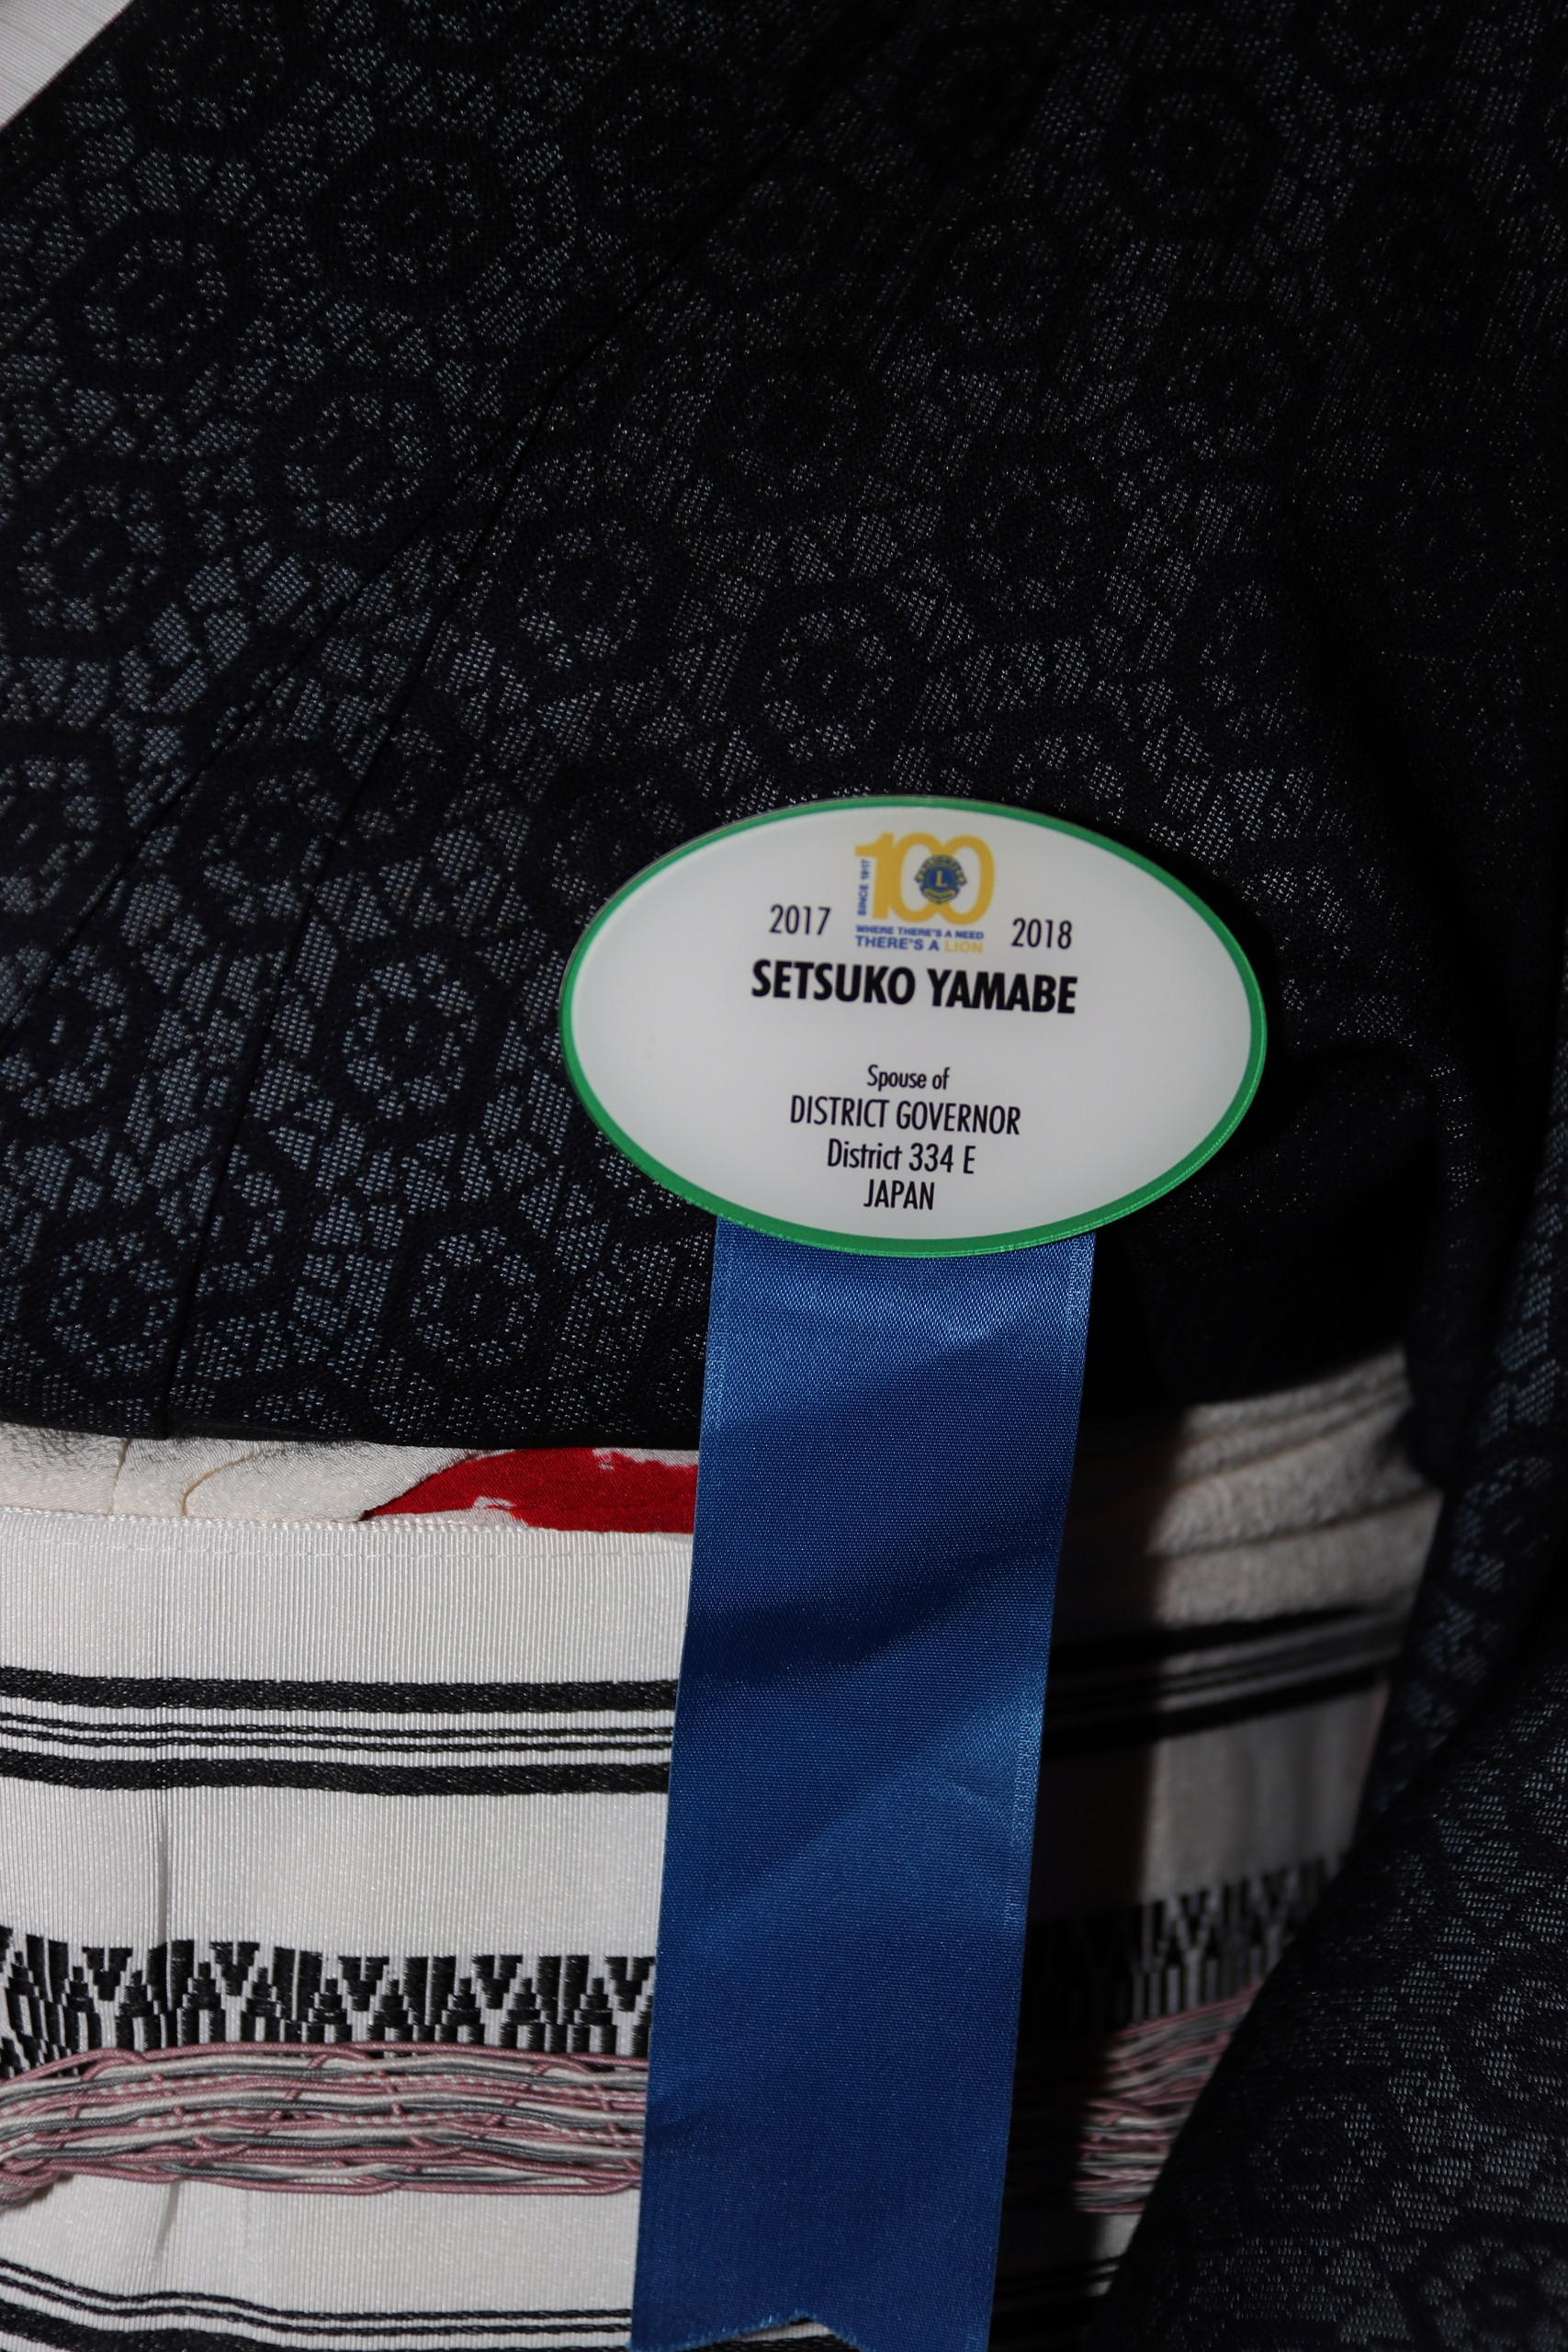 SINCE 1917
100
L
2017
WHERE THERE'S A NEED
THERE'S A LION
2018
SETSUKO YAMABE
Spouse of
DISTRICT GOVERNOR
District 334 E
JAPAN